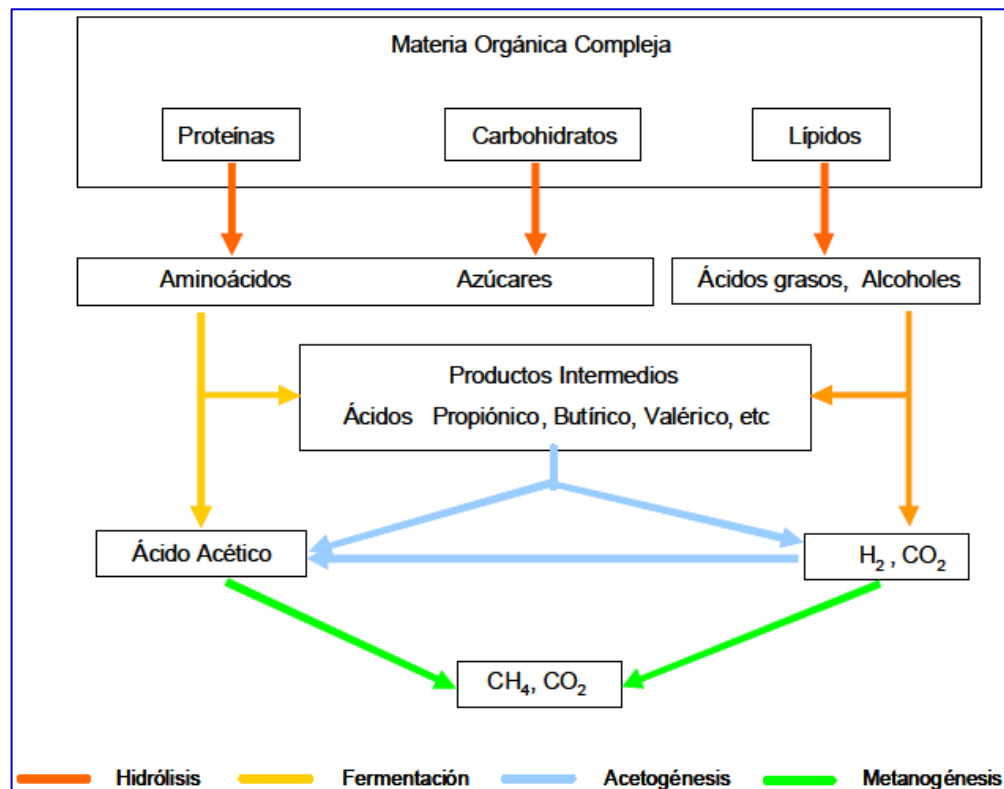 Materia Orgánica Compleja
Proteínas Carbohidratos Lípidos
Aminoácidos Azúcares Ácidos grasos, Alcoholes
Productos Intermedios
Ácidos Propiónico, Butírico, Valérico, etc
Ácido Acético H₂ , CO₂
CH₄, CO₂
Hidrólisis Fermentación Acetogénesis Metanogénesis